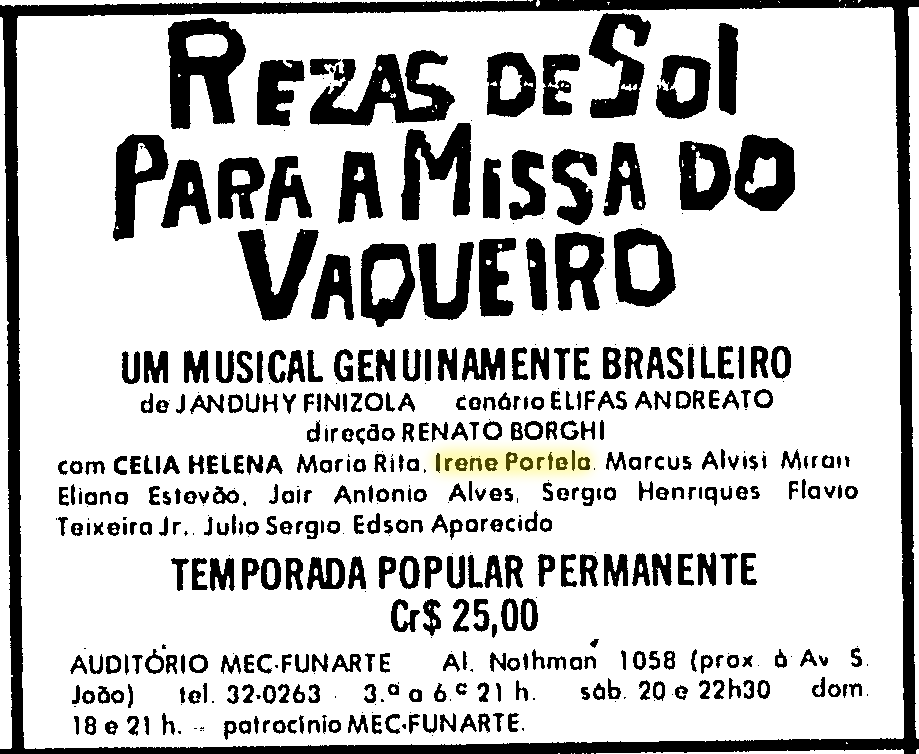 REZAS DE SOL
PARA A MISSA DO
VAQUEIRO
UM MUSICAL GENUINAMENTE BRASILEIRO
de JANDUHY FINIZOLA cenário ELIFAS ANDREATO
direção RENATO BORGHI
com CELIA HELENA Maria Rita, Irene Portela, Marcus Alvisi Miran
Eliana Estevão, Jair Antonio Alves, Sergio Henriques Flavio
Teixeira Jr., Julio Sergio Edson Aparecido
TEMPORADA POPULAR PERMANENTE
Cr$ 25,00
AUDITÓRIO MEC-FUNARTE Al. Nothman 1058 (prox. à Av S.
João) tel. 32-0263 - 3.ª a 6.ª 21 h. sáb. 20 e 22h30 dom.
18 e 21 h. - patrocínio MEC-FUNARTE.